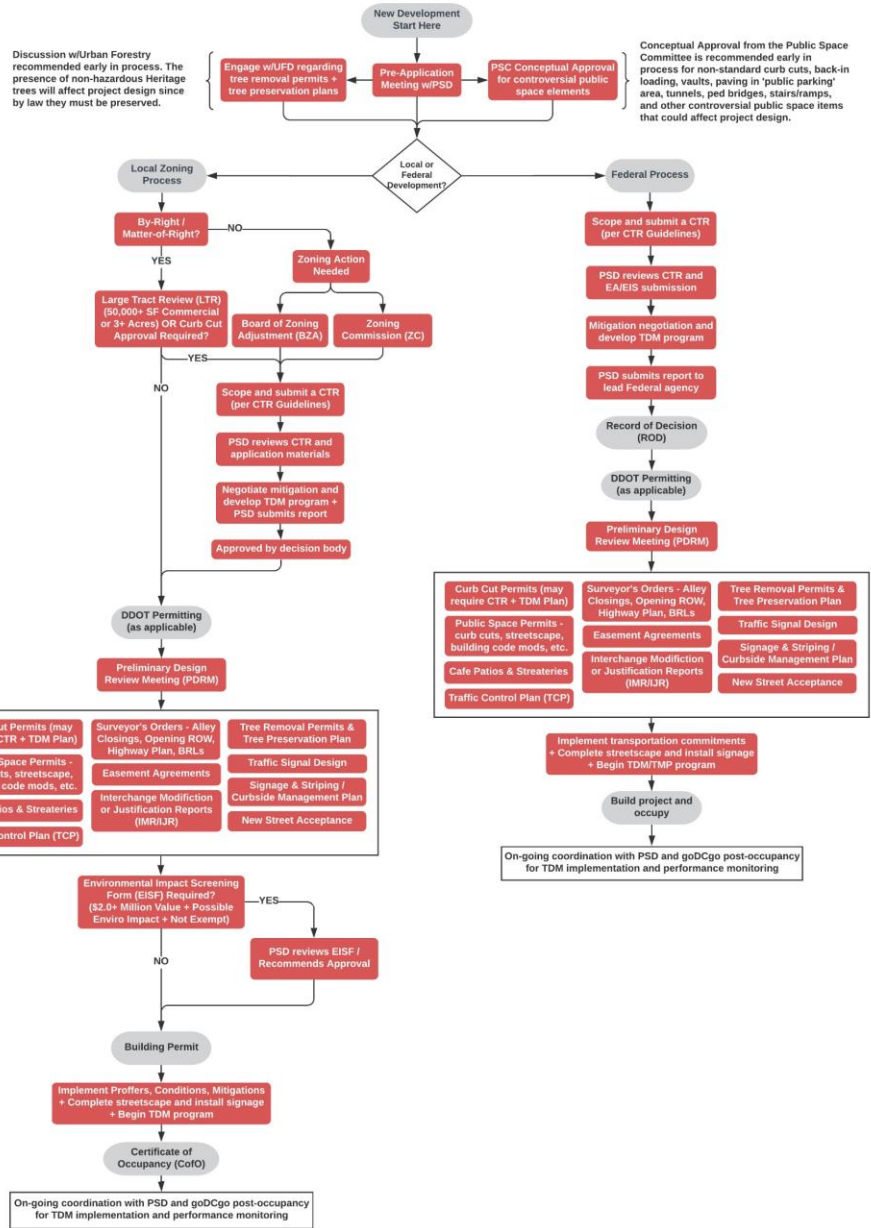 New Development
Start Here
Discussion w/Urban Forestry
recommended early in process. The
presence of non-hazardous Heritage
trees will affect project design since
by law they must be preserved.
Engage w/UFD regarding
tree removal permits +
tree preservation plans
Pre-Application
Meeting w/PSD
PSC Conceptual Approval
for controversial public
space elements
Conceptual Approval from the Public Space
Committee is recommended early in
process for non-standard curb cuts, back-in
loading, vaults, paving in 'public parking'
area, tunnels, ped bridges, stairs/ramps,
and other controversial public space items
that could affect project design.
Local or
Federal
Development?
Local Zoning
Process
By-Right /
Matter-of-Right?
NO
YES
Zoning Action
Needed
Large Tract Review (LTR)
(50,000+ SF Commercial
or 3+ Acres) OR Curb Cut
Approval Required?
Board of Zoning
Adjustment (BZA)
Zoning
Commission (ZC)
YES
NO
Scope and submit a CTR
(per CTR Guidelines)
PSD reviews CTR and
application materials
Negotiate mitigation and
develop TDM program +
PSD submits report
Approved by decision body
DDOT Permitting
(as applicable)
Preliminary Design
Review Meeting (PDRM)
ut Permits (may
CTR + TDM Plan)
Space Permits -
ts, streetscape,
code mods, etc.
ios & Streateries
ontrol Plan (TCP)
Surveyor's Orders - Alley
Closings, Opening ROW,
Highway Plan, BRLs
Easement Agreements
Interchange Modifiction
or Justification Reports
(IMR/IJR)
Tree Removal Permits &
Tree Preservation Plan
Traffic Signal Design
Signage & Striping /
Curbside Management Plan
New Street Acceptance
Environmental Impact Screening
Form (EISF) Required?
($2.0+ Million Value + Possible
Enviro Impact + Not Exempt)
YES
NO
PSD reviews EISF /
Recommends Approval
Building Permit
Implement Proffers, Conditions, Mitigations
+ Complete streetscape and install signage
+ Begin TDM program
Certificate of
Occupancy (CofO)
On-going coordination with PSD and goDCgo post-occupancy
for TDM implementation and performance monitoring
Federal Process
Scope and submit a CTR
(per CTR Guidelines)
PSD reviews CTR and
EA/EIS submission
Mitigation negotiation and
develop TDM program
PSD submits report to
lead Federal agency
Record of Decision
(ROD)
DDOT Permitting
(as applicable)
Preliminary Design
Review Meeting (PDRM)
Curb Cut Permits (may
require CTR + TDM Plan)
Public Space Permits -
curb cuts, streetscape,
building code mods, etc.
Cafe Patios & Streateries
Traffic Control Plan (TCP)
Surveyor's Orders - Alley
Closings, Opening ROW,
Highway Plan, BRLs
Easement Agreements
Interchange Modifiction
or Justification Reports
(IMR/IJR)
Tree Removal Permits &
Tree Preservation Plan
Traffic Signal Design
Signage & Striping /
Curbside Management Plan
New Street Acceptance
Implement transportation commitments
+ Complete streetscape and install signage
+ Begin TDM/TMP program
Build project and
occupy
On-going coordination with PSD and goDCgo post-occupancy
for TDM implementation and performance monitoring